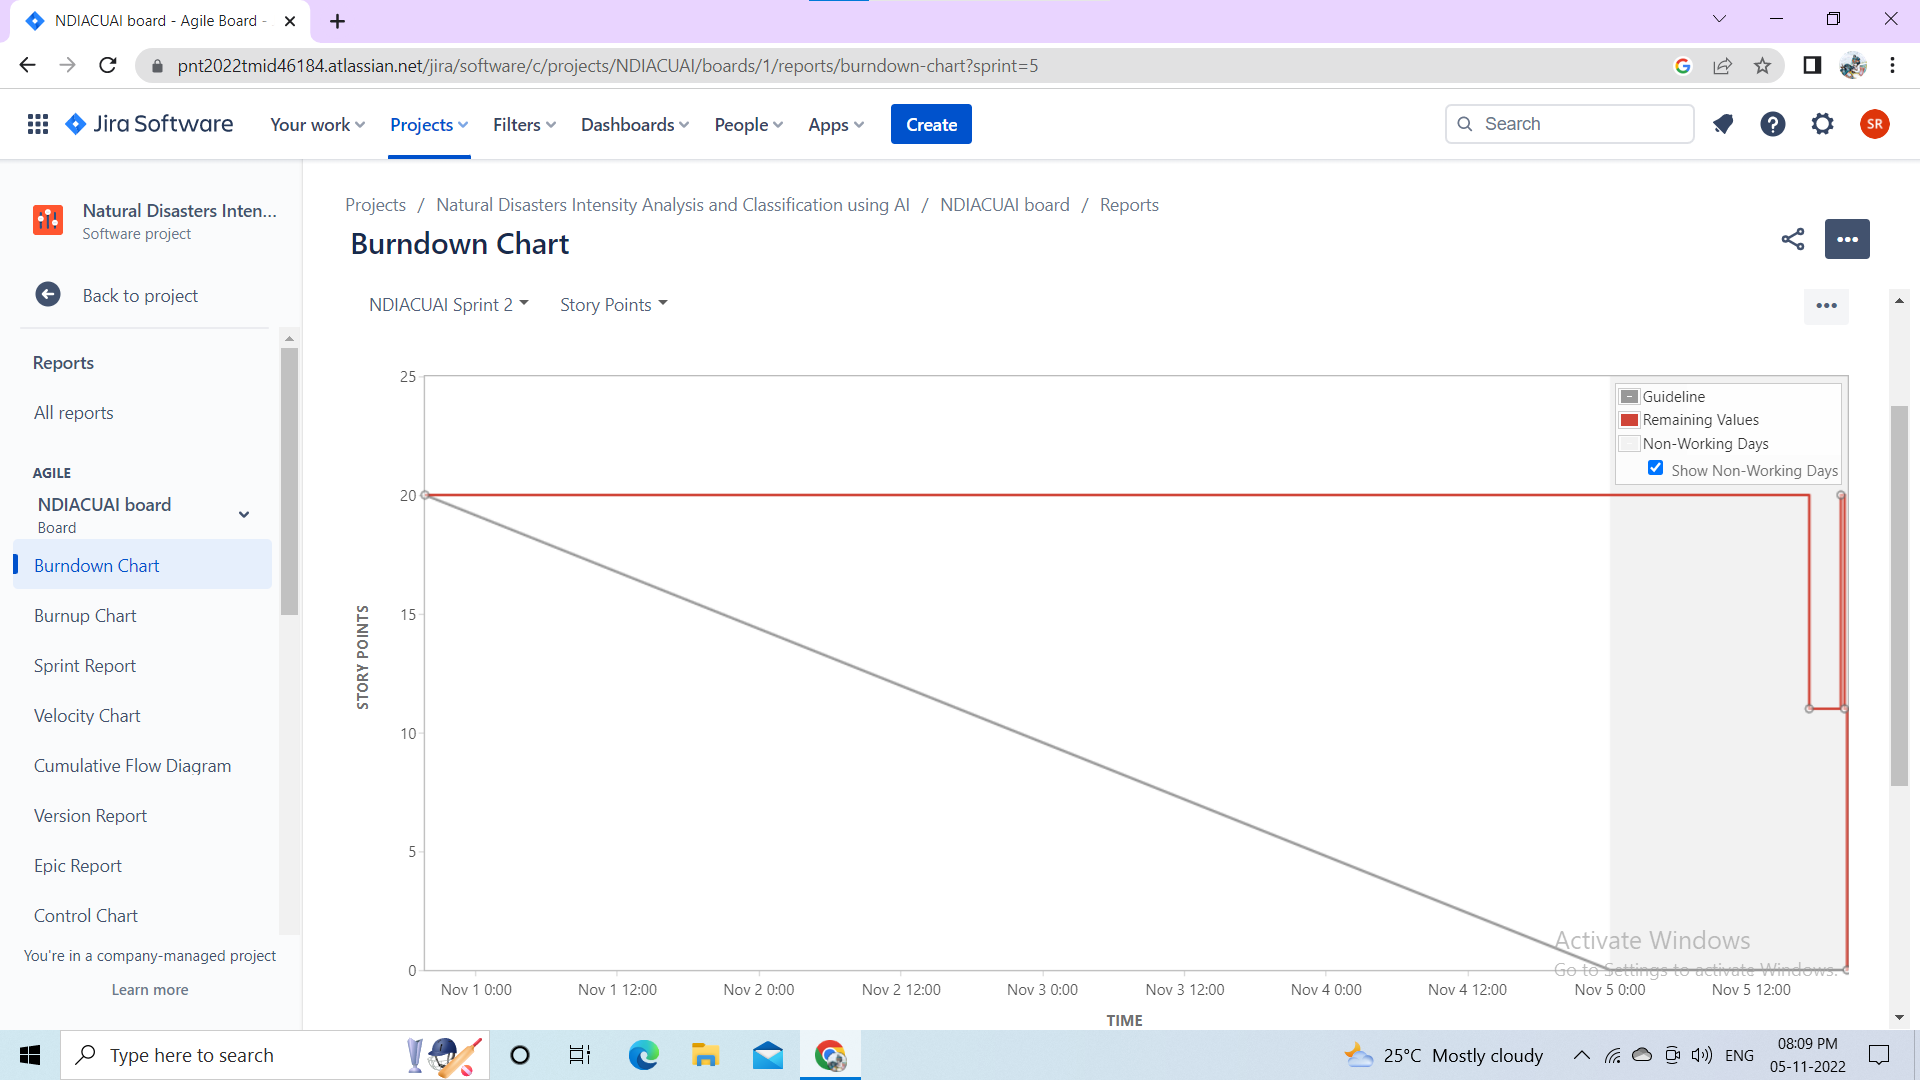 NDIACUAI board - Agile Board -
pnt2022tmid46184.atlassian.net/jira/software/c/projects/NDIACUAI/boards/1/reports/burndown-chart?sprint=5
Jira Software
Your work
Projects
Filters
Dashboards
People
Apps
Create
Search
SR
Natural Disasters Inten...
Software project
Back to project
Reports
All reports
AGILE
NDIACUAI board
Board
Burndown Chart
Burnup Chart
Sprint Report
Velocity Chart
Cumulative Flow Diagram
Version Report
Epic Report
Control Chart
You're in a company-managed project
Learn more
Projects / Natural Disasters Intensity Analysis and Classification using AI / NDIACUAI board / Reports
Burndown Chart
NDIACUAI Sprint 2
Story Points
25
20
15
10
5
0
STORY POINTS
Guideline
Remaining Values
Non-Working Days
Show Non-Working Days
Nov 1 0:00
Nov 1 12:00
Nov 2 0:00
Nov 2 12:00
Nov 3 0:00
Nov 3 12:00
Nov 4 0:00
Nov 4 12:00
Nov 5 0:00
Nov 5 12:00
TIME
Activate Windows
Go to Settings to activate Windows.
Type here to search
25°C Mostly cloudy
ENG
08:09 PM
05-11-2022